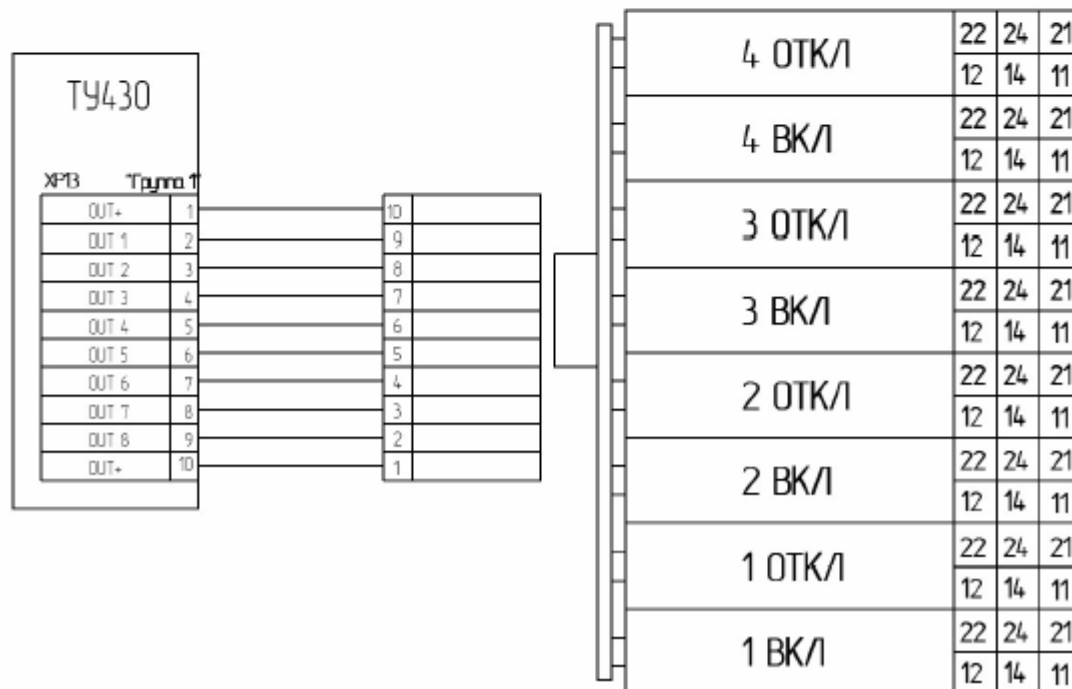 ТУ430
XP13 "Группа 1"
OUT+ 1
OUT 1 2
OUT 2 3
OUT 3 4
OUT 4 5
OUT 5 6
OUT 6 7
OUT 7 8
OUT 8 9
OUT+ 10
10
9
8
7
6
5
4
3
2
1
4 ОТКЛ
22 24 21
12 14 11
4 ВКЛ
22 24 21
12 14 11
3 ОТКЛ
22 24 21
12 14 11
3 ВКЛ
22 24 21
12 14 11
2 ОТКЛ
22 24 21
12 14 11
2 ВКЛ
22 24 21
12 14 11
1 ОТКЛ
22 24 21
12 14 11
1 ВКЛ
22 24 21
12 14 11